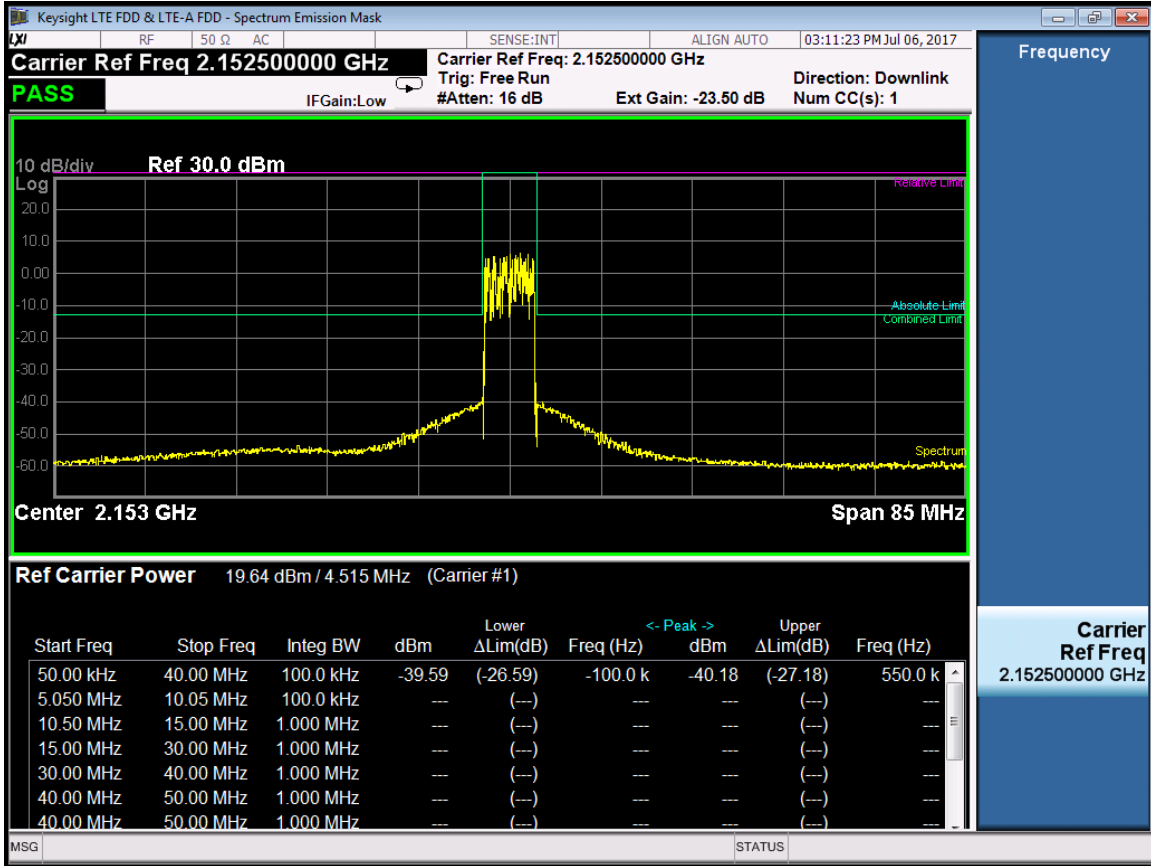 Keysight LTE FDD & LTE-A FDD - Spectrum Emission Mask
LXI RF 50 Ω AC SENSE:INT ALIGN AUTO 03:11:23 PM Jul 06, 2017
Carrier Ref Freq 2.152500000 GHz
PASS
IFGain:Low
Carrier Ref Freq: 2.152500000 GHz
Trig: Free Run Direction: Downlink
#Atten: 16 dB Ext Gain: -23.50 dB Num CC(s): 1
10 dB/div Ref 30.0 dBm
Log
Relative Limit
20.0
10.0
0.00
-10.0
Absolute Limit
Combined Limit
-20.0
-30.0
-40.0
-50.0
Spectrum
-60.0
Center 2.153 GHz Span 85 MHz
Ref Carrier Power 19.64 dBm / 4.515 MHz (Carrier #1)
Lower <- Peak -> Upper
Start Freq Stop Freq Integ BW dBm ΔLim(dB) Freq (Hz) dBm ΔLim(dB) Freq (Hz)
50.00 kHz 40.00 MHz 100.0 kHz -39.59 (-26.59) -100.0 k -40.18 (-27.18) 550.0 k
5.050 MHz 10.05 MHz 100.0 kHz --- (---) --- --- (---) ---
10.50 MHz 15.00 MHz 1.000 MHz --- (---) --- --- (---) ---
15.00 MHz 30.00 MHz 1.000 MHz --- (---) --- --- (---) ---
30.00 MHz 40.00 MHz 1.000 MHz --- (---) --- --- (---) ---
40.00 MHz 50.00 MHz 1.000 MHz --- (---) --- --- (---) ---
40.00 MHz 50.00 MHz 1.000 MHz --- (---) --- --- (---) ---
MSG STATUS
Frequency
Carrier
Ref Freq
2.152500000 GHz